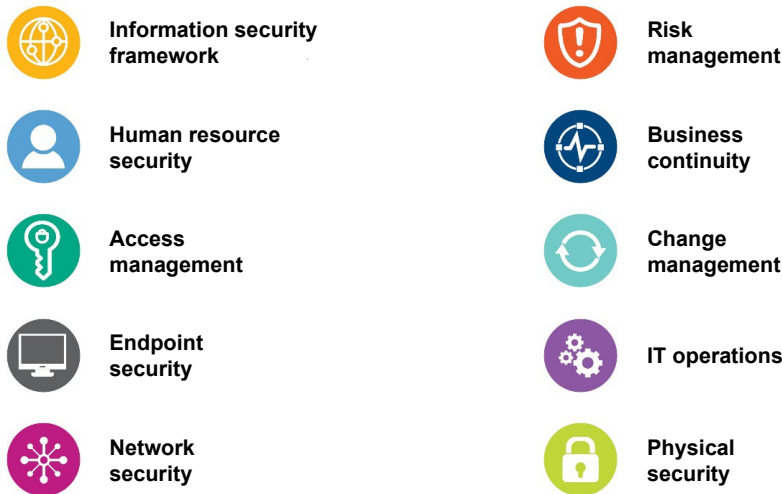 Information security
framework
Risk
management
Human resource
security
Business
continuity
Access
management
Change
management
Endpoint
security
IT operations
Network
security
Physical
security